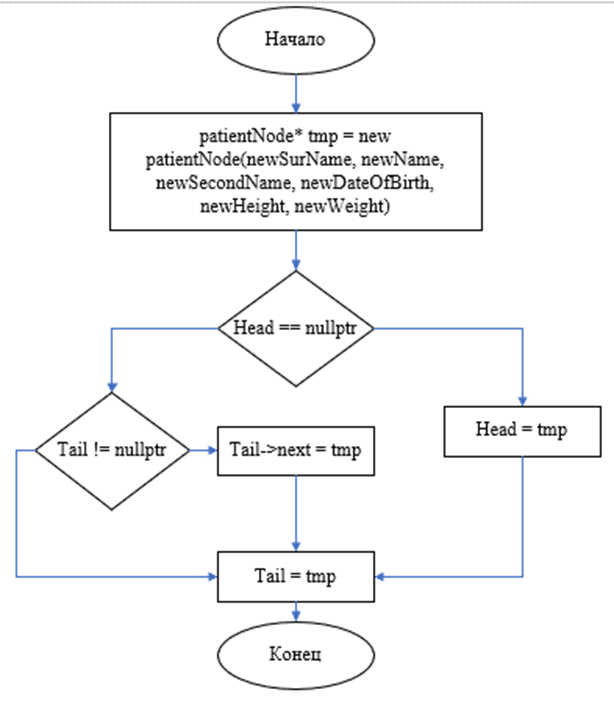 Начало
patientNode* tmp = new
patientNode(newSurName, newName,
newSecondName, newDateOfBirth,
newHeight, newWeight)
Head == nullptr
Head = tmp
Tail != nullptr
Tail->next = tmp
Tail = tmp
Конец